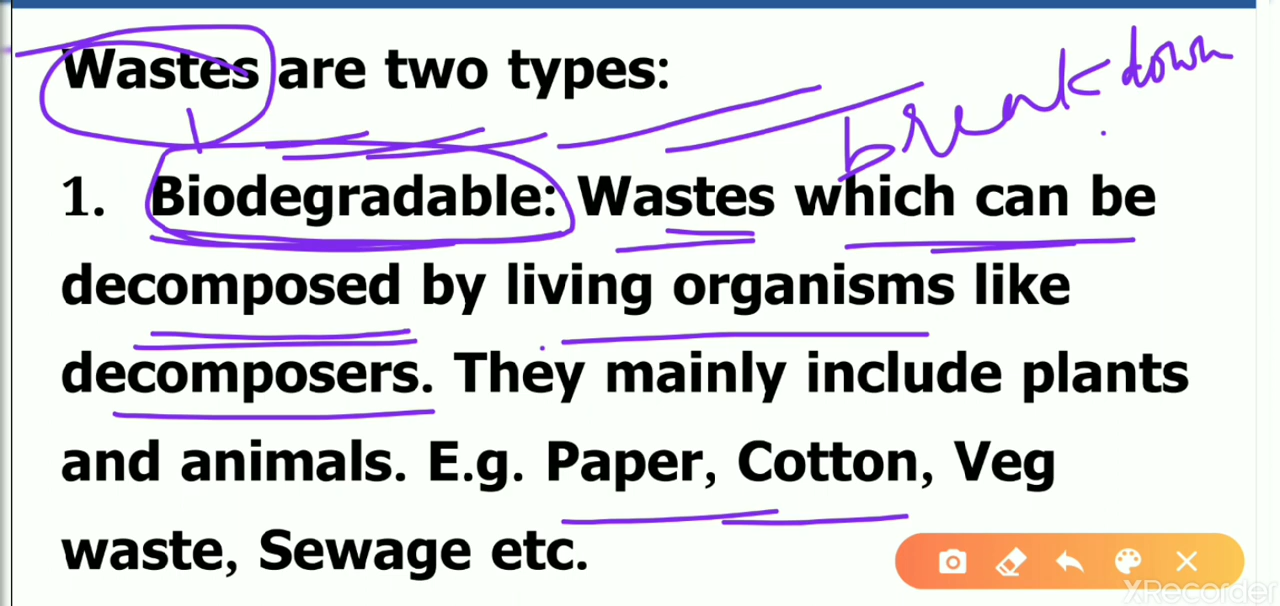 Wastes are two types:
break down
1. Biodegradable: Wastes which can be
decomposed by living organisms like
decomposers. They mainly include plants
and animals. E.g. Paper, Cotton, Veg
waste, Sewage etc.
XRecorder